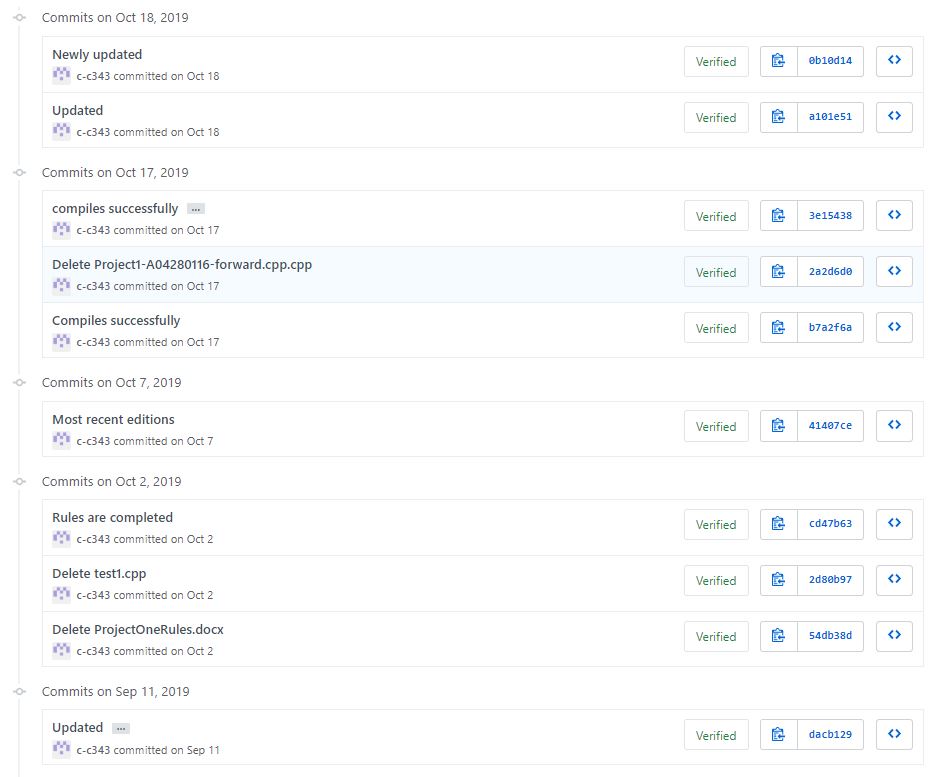 Commits on Oct 18, 2019
Newly updated
c-c343 committed on Oct 18
Verified
0b10d14
Updated
c-c343 committed on Oct 18
Verified
a101e51
Commits on Oct 17, 2019
compiles successfully ...
c-c343 committed on Oct 17
Verified
3e15438
Delete Project1-A04280116-forward.cpp.cpp
c-c343 committed on Oct 17
Verified
2a2d6d0
Compiles successfully
c-c343 committed on Oct 17
Verified
b7a2f6a
Commits on Oct 7, 2019
Most recent editions
c-c343 committed on Oct 7
Verified
41407ce
Commits on Oct 2, 2019
Rules are completed
c-c343 committed on Oct 2
Verified
cd47b63
Delete test1.cpp
c-c343 committed on Oct 2
Verified
2d80b97
Delete ProjectOneRules.docx
c-c343 committed on Oct 2
Verified
54db38d
Commits on Sep 11, 2019
Updated ...
c-c343 committed on Sep 11
Verified
dacb129